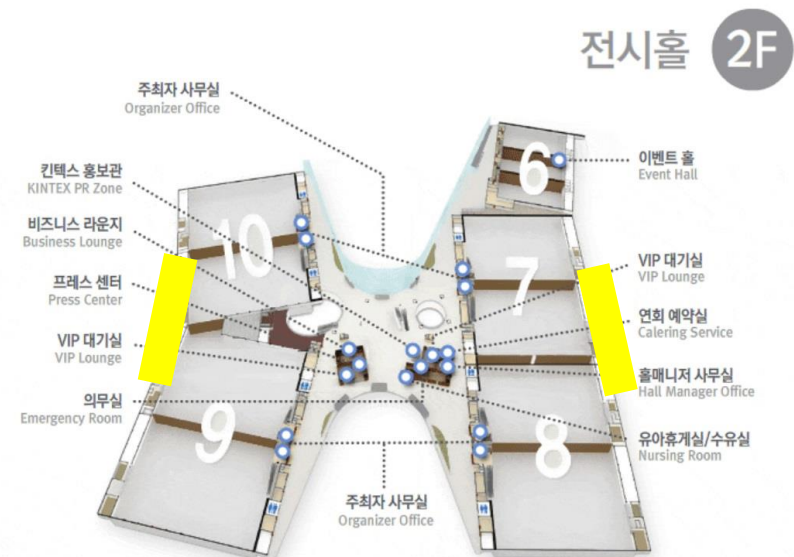 전시홀 2F
주최자 사무실
Organizer Office
킨텍스 홍보관
KINTEX PR Zone
비즈니스 라운지
Business Lounge
프레스 센터
Press Center
VIP 대기실
VIP Lounge
의무실
Emergency Room
10
9
6
7
8
이벤트 홀
Event Hall
VIP 대기실
VIP Lounge
연회 예약실
Calering Service
홀매니저 사무실
Hall Manager Office
유아휴게실/수유실
Nursing Room
주최자 사무실
Organizer Office